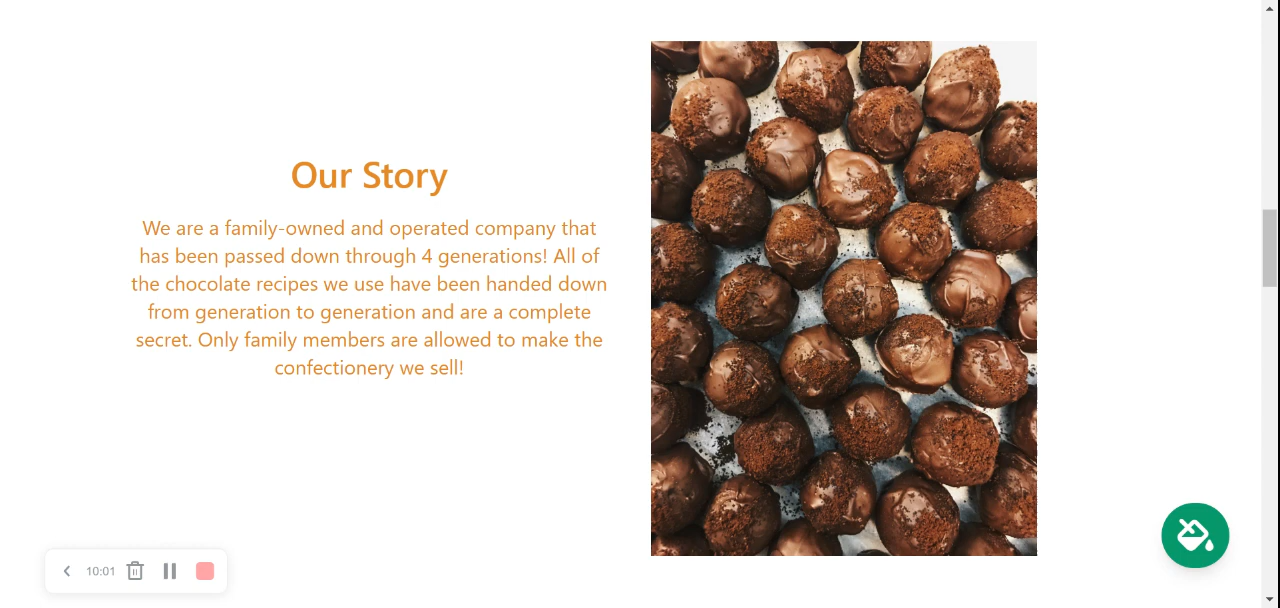 Our Story
We are a family-owned and operated company that
has been passed down through 4 generations! All of
the chocolate recipes we use have been handed down
from generation to generation and are a complete
secret. Only family members are allowed to make the
confectionery we sell!
10:01